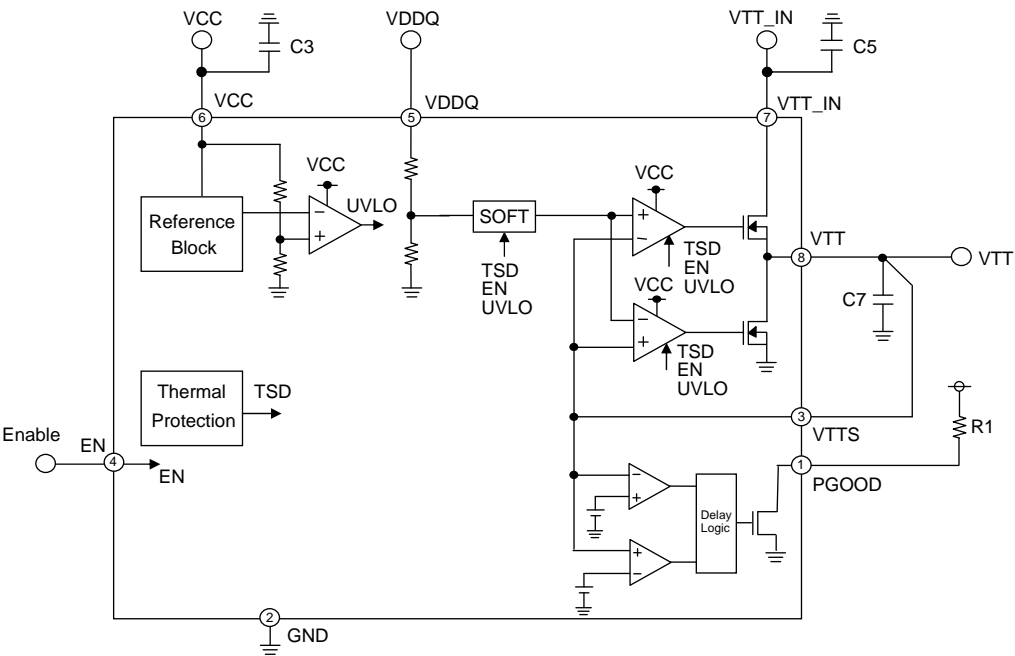 VCC
C3
VDDQ
VTT_IN
C5
6
VCC
5
VDDQ
7
VTT_IN
VCC
Reference
Block
−
+
UVLO
SOFT
TSD
EN
UVLO
VCC
+
−
TSD
EN
UVLO
VTT
8
VTT
C7
VCC
−
+
TSD
EN
UVLO
Thermal
Protection
TSD
Enable
EN
4
EN
3
VTTS
R1
1
PGOOD
−
+
Delay
Logic
+
−
2
GND